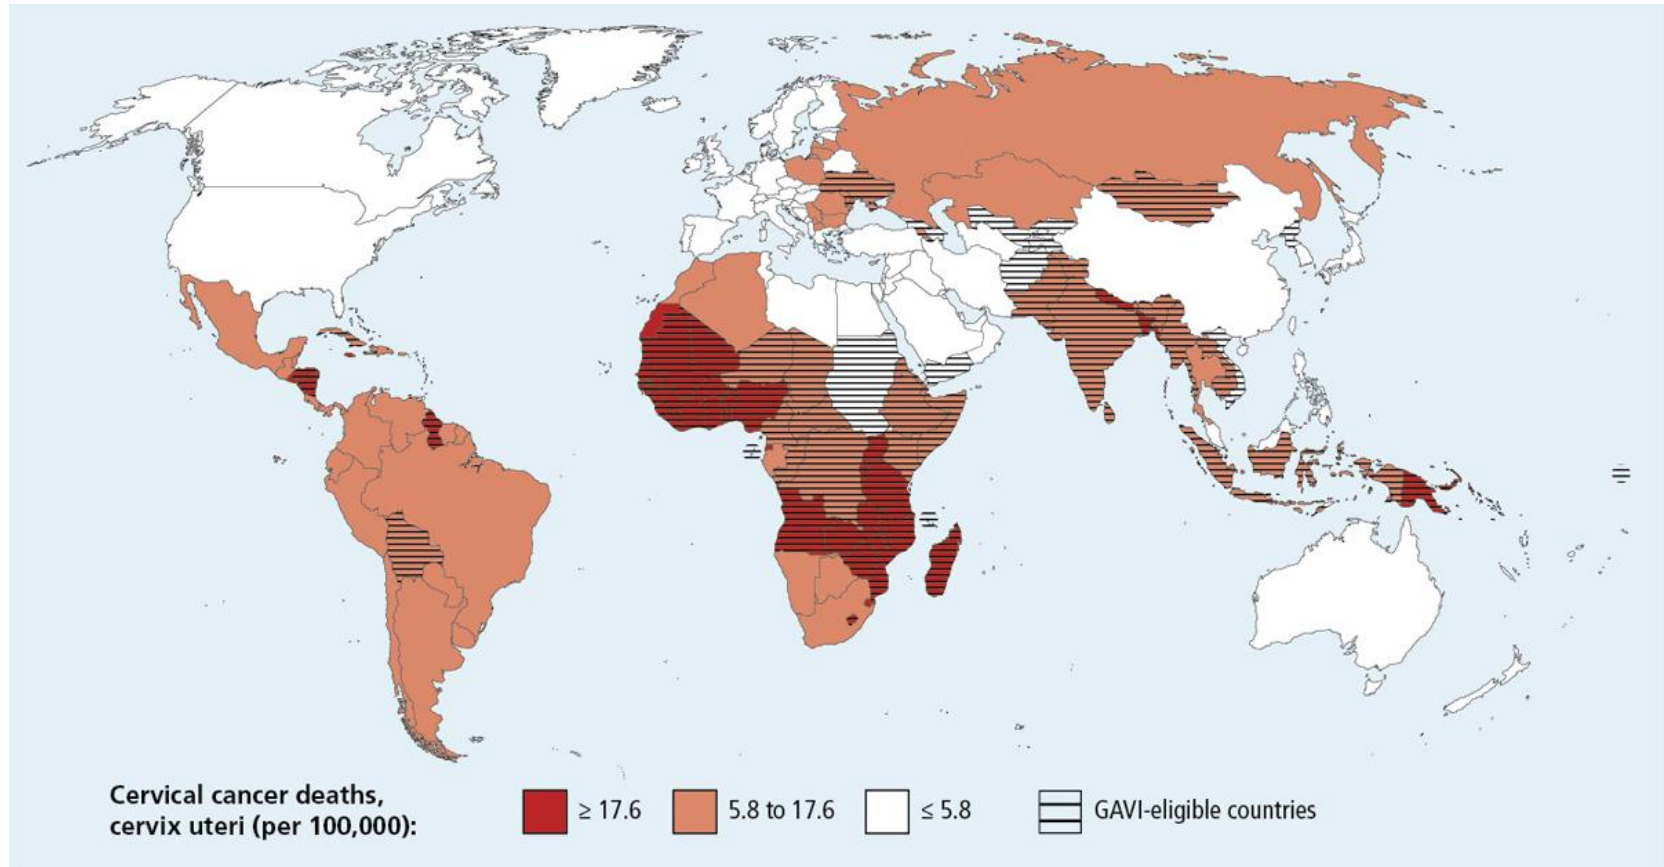 Cervical cancer deaths,
cervix uteri (per 100,000):
≥ 17.6
5.8 to 17.6
≤ 5.8
GAVI-eligible countries